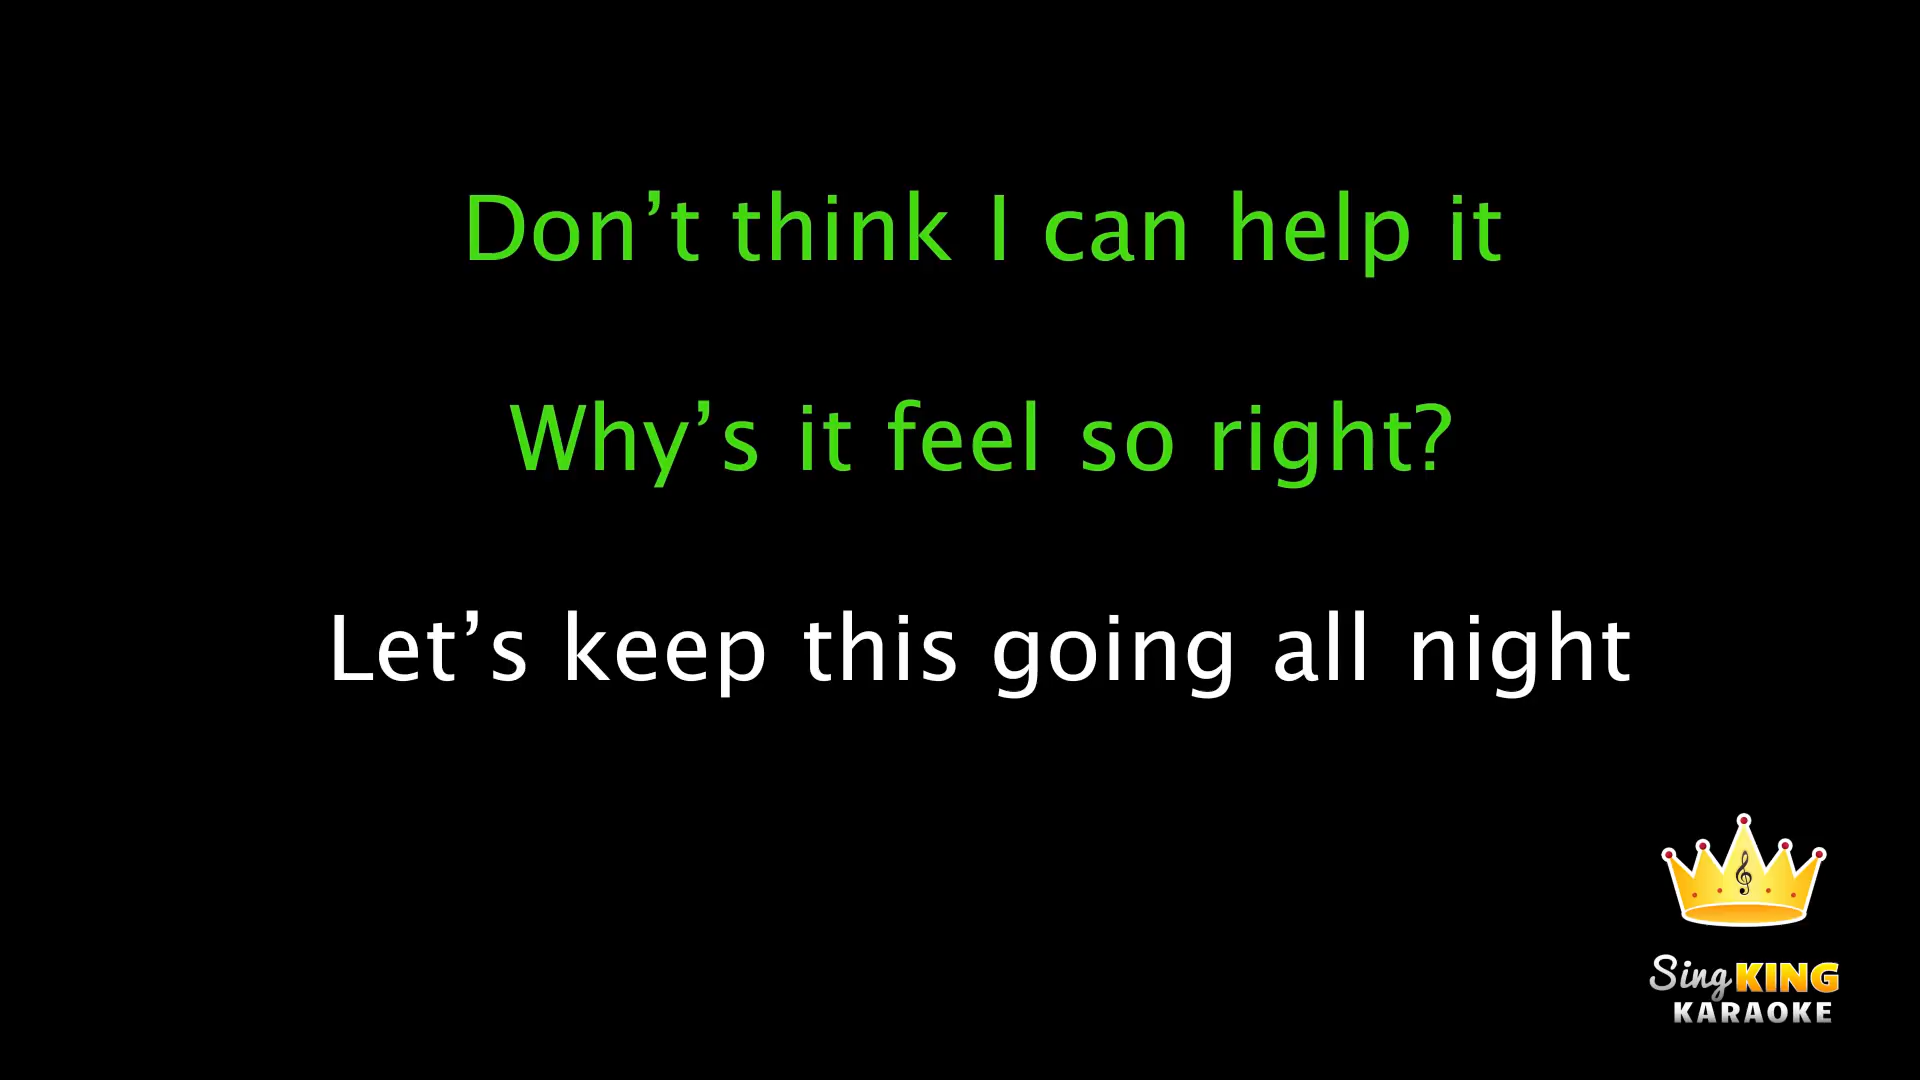 Don’t think I can help it
Why’s it feel so right?
Let’s keep this going all night
Sing KING
KARAOKE